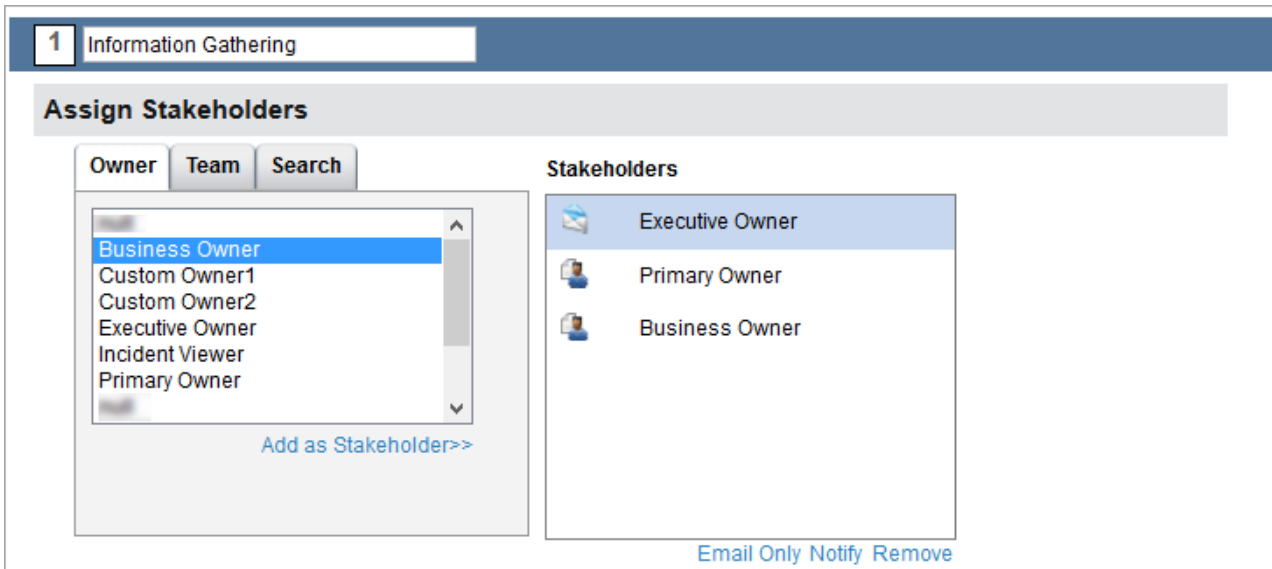 1 Information Gathering
Assign Stakeholders
Owner Team Search
Business Owner
Custom Owner1
Custom Owner2
Executive Owner
Incident Viewer
Primary Owner
Add as Stakeholder>>
Stakeholders
Executive Owner
Primary Owner
Business Owner
Email Only Notify Remove